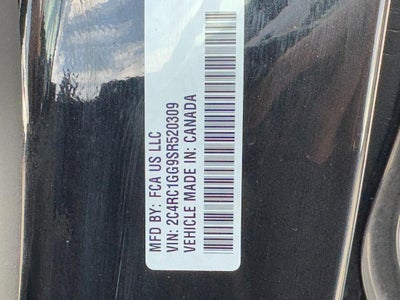 MFD BY: FCA US LLC
VIN: 2C4RC1GG9SR520309
VEHICLE MADE IN: CANADA